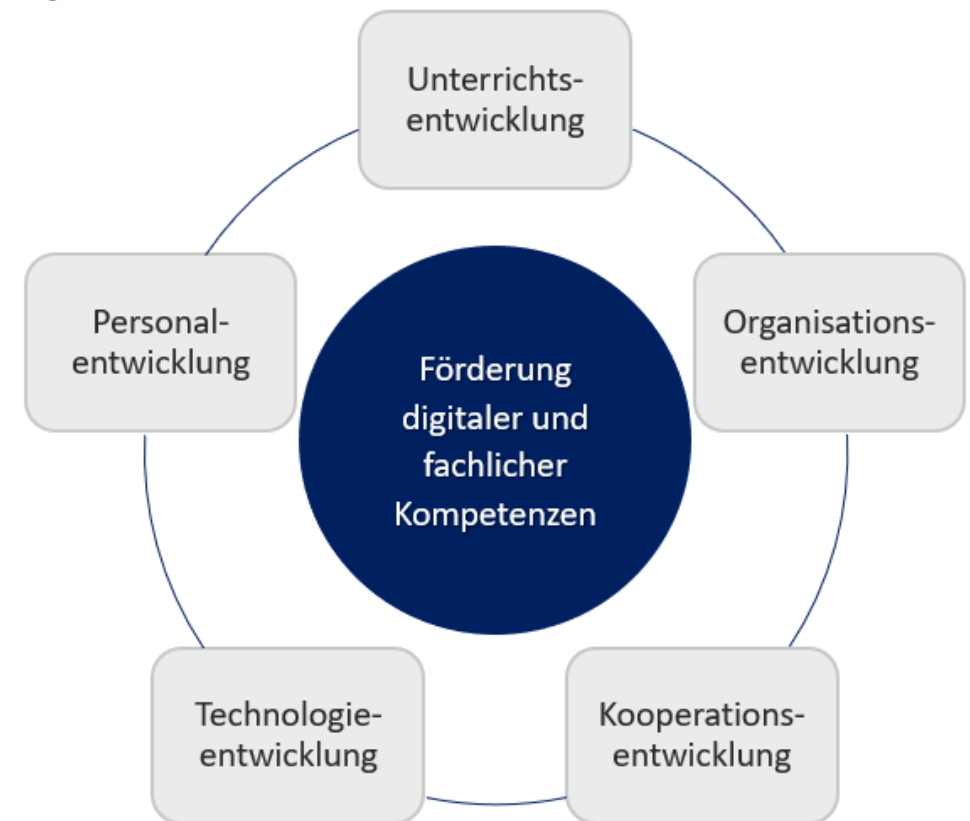 Unterrichts-
entwicklung
Personal-
entwicklung
Organisations-
entwicklung
Förderung
digitaler und
fachlicher
Kompetenzen
Technologie-
entwicklung
Kooperations-
entwicklung